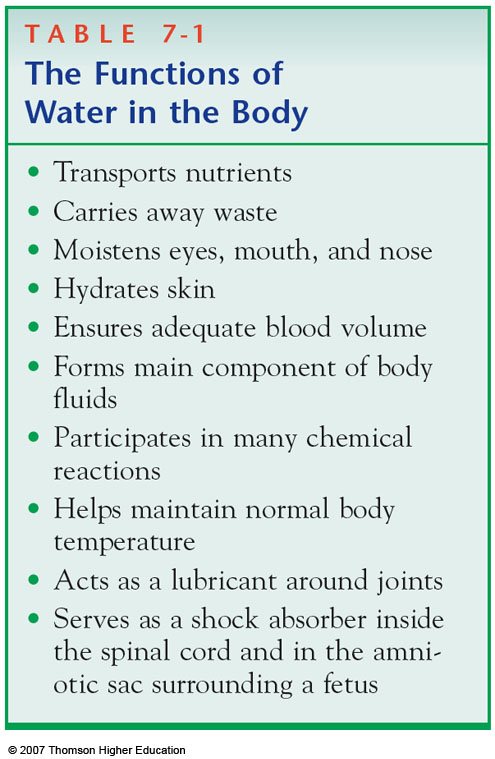 TABLE 7-1
The Functions of
Water in the Body
• Transports nutrients
• Carries away waste
• Moistens eyes, mouth, and nose
• Hydrates skin
• Ensures adequate blood volume
• Forms main component of body
fluids
• Participates in many chemical
reactions
• Helps maintain normal body
temperature
• Acts as a lubricant around joints
• Serves as a shock absorber inside
the spinal cord and in the amni-
otic sac surrounding a fetus
© 2007 Thomson Higher Education